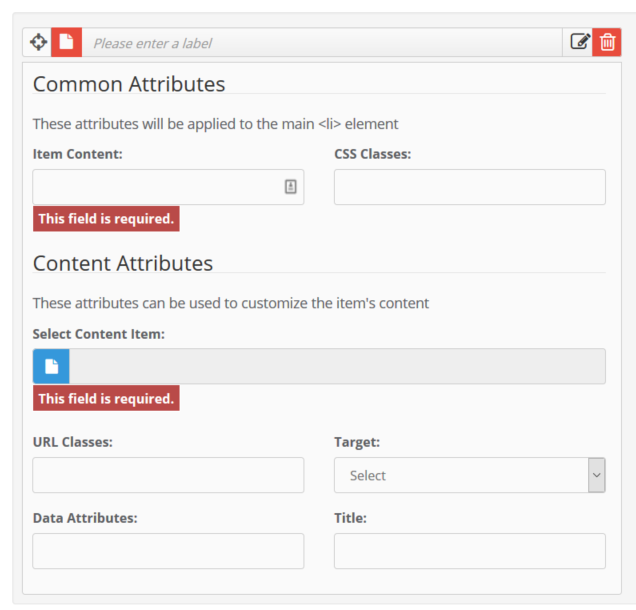 Please enter a label
Common Attributes
These attributes will be applied to the main <li> element
Item Content:
CSS Classes:
This field is required.
Content Attributes
These attributes can be used to customize the item's content
Select Content Item:
This field is required.
URL Classes:
Target:
Select
Data Attributes:
Title: